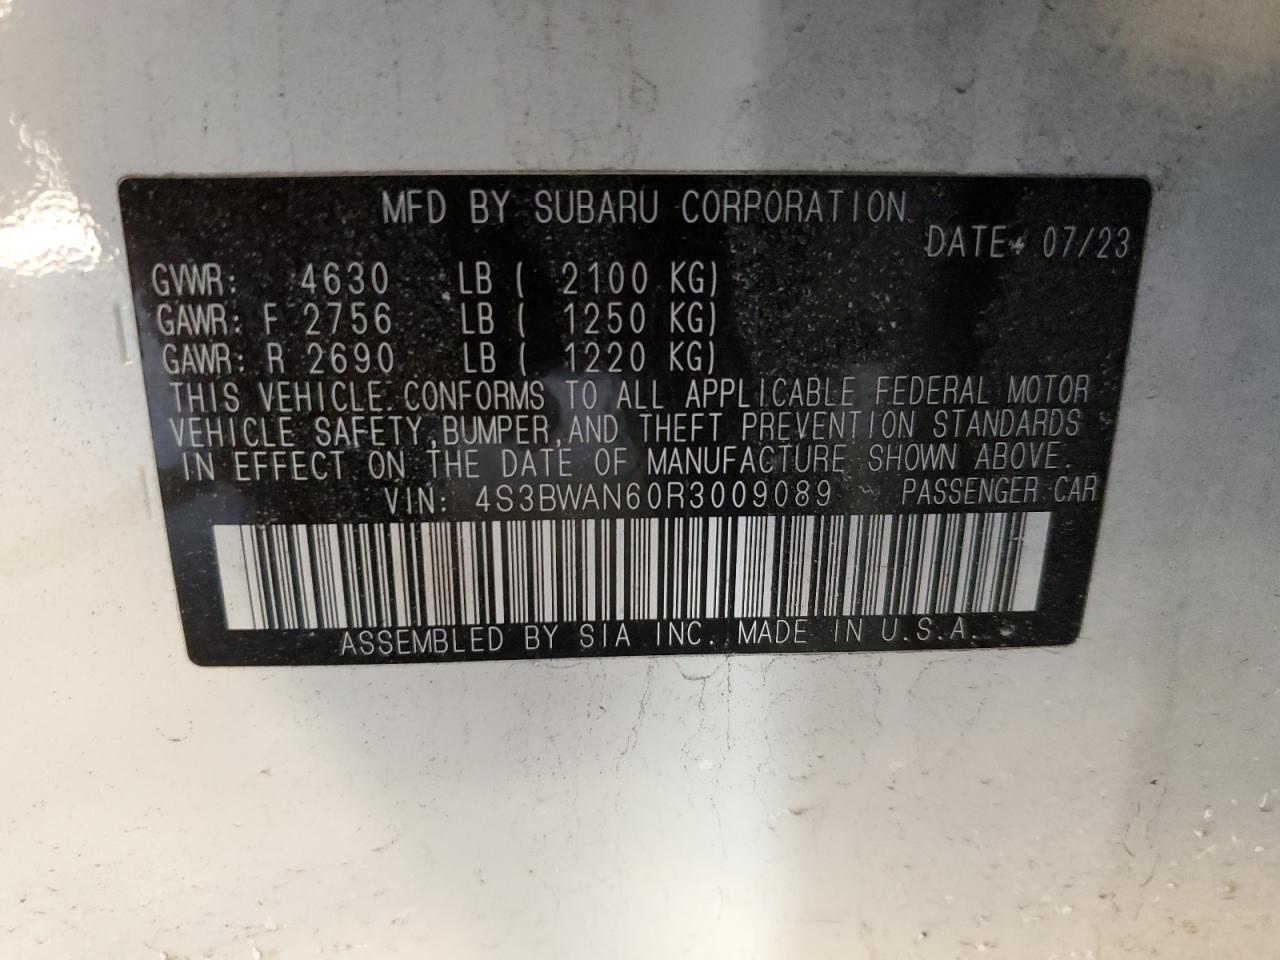 MFD BY SUBARU CORPORATION
DATE: 07/23
GVWR: 4630 LB ( 2100 KG)
GAWR: F 2756 LB ( 1250 KG)
GAWR: R 2690 LB ( 1220 KG)
THIS VEHICLE CONFORMS TO ALL APPLICABLE FEDERAL MOTOR
VEHICLE SAFETY,BUMPER,AND THEFT PREVENTION STANDARDS
IN EFFECT ON THE DATE OF MANUFACTURE SHOWN ABOVE.
VIN: 4S3BWAN60R3009089 PASSENGER CAR
ASSEMBLED BY SIA INC. MADE IN U.S.A.